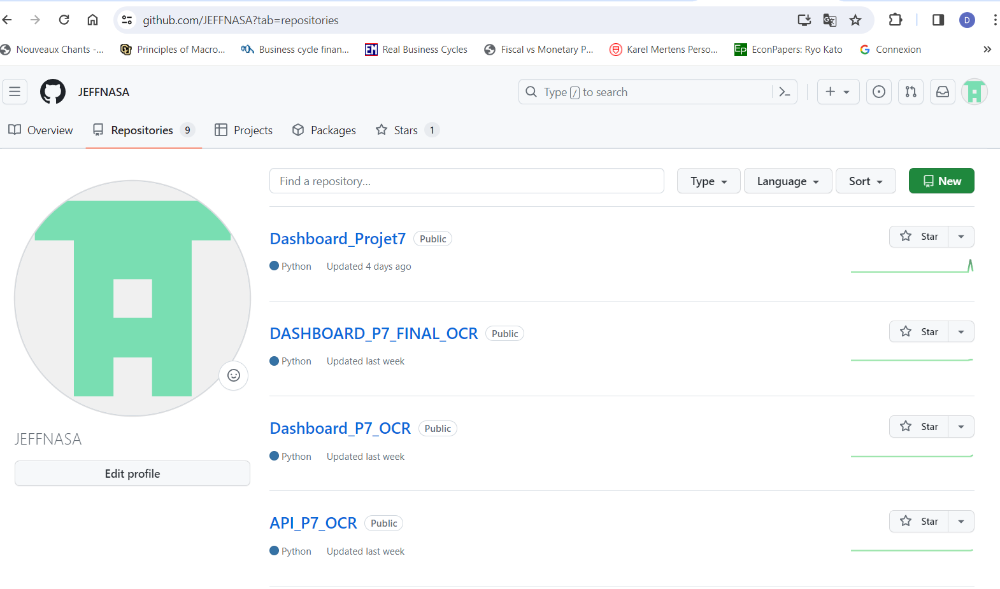 github.com/JEFFNASA?tab=repositories
D
Nouveaux Chants -... Principles of Macro... Business cycle finan... EM Real Business Cycles Fiscal vs Monetary P... Karel Mertens Perso... EP EconPapers: Ryo Kato G Connexion »
JEFFNASA
Type / to search
Overview Repositories 9 Projects Packages Stars 1
Find a repository... Type Language Sort New
Dashboard_Projet7 Public Star
Python Updated 4 days ago
DASHBOARD_P7_FINAL_OCR Public Star
Python Updated last week
Dashboard_P7_OCR Public Star
Python Updated last week
JEFFNASA
Edit profile
API_P7_OCR Public Star
Python Updated last week